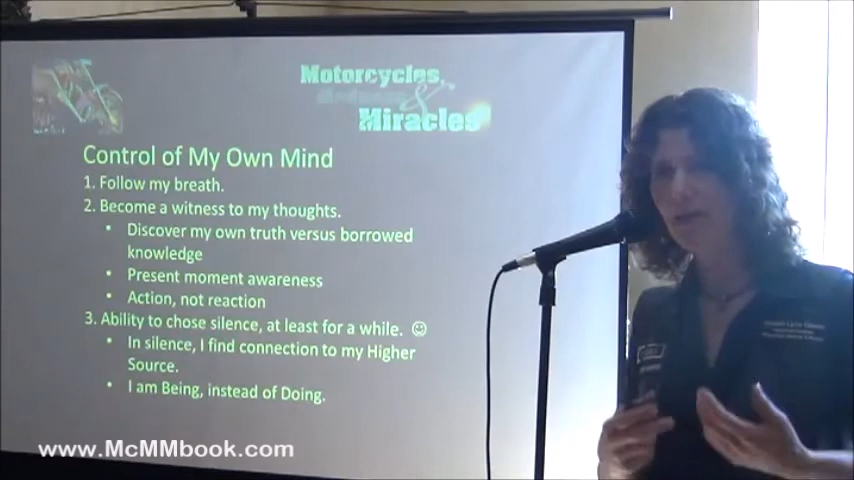 Motorcycles,
&
Miracles
Control of My Own Mind
1. Follow my breath.
2. Become a witness to my thoughts.
• Discover my own truth versus borrowed
knowledge
• Present moment awareness
• Action, not reaction
3. Ability to chose silence, at least for a while. ☺
• In silence, I find connection to my Higher
Source.
• I am Being, instead of Doing.
www.McMMbook.com